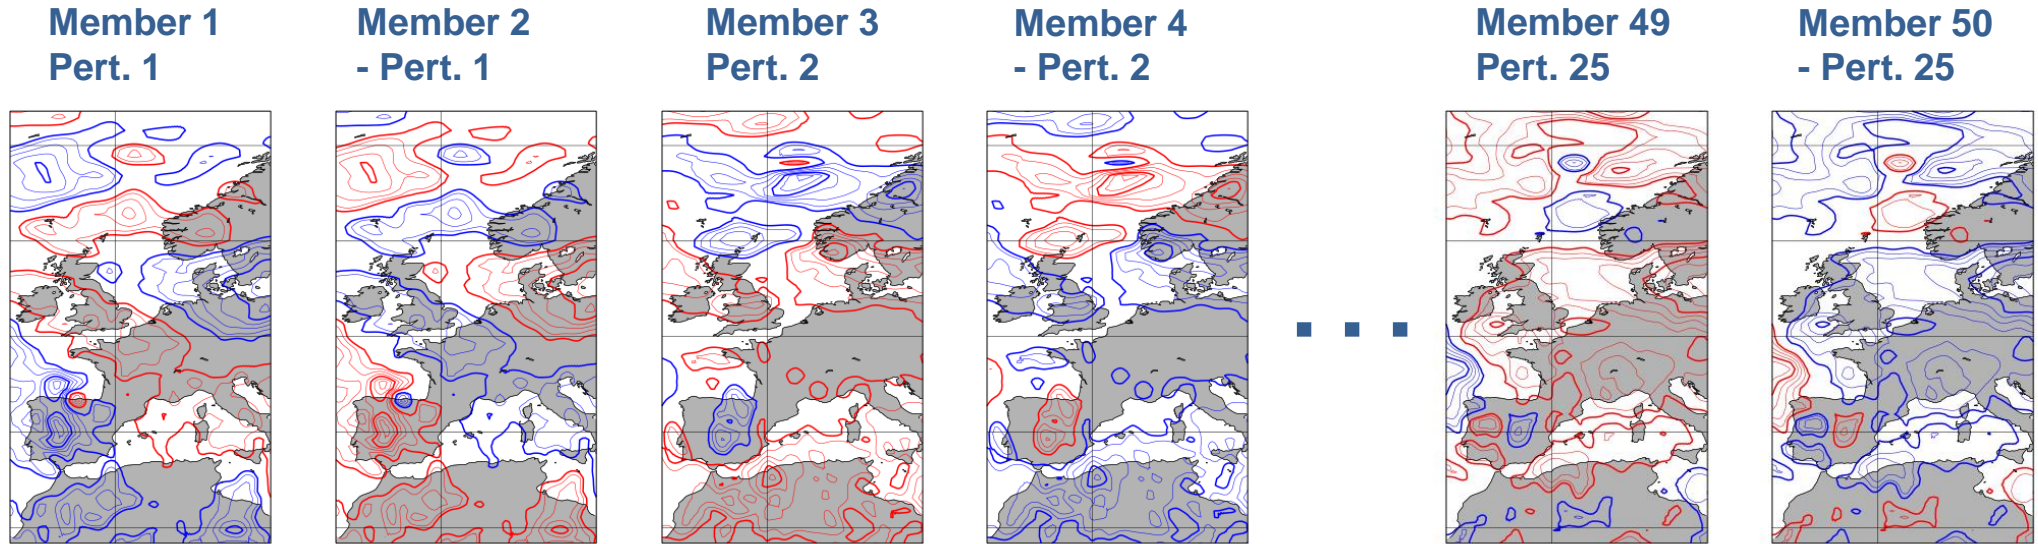 Member 1
Pert. 1
Member 2
- Pert. 1
Member 3
Pert. 2
Member 4
- Pert. 2
Member 49
Pert. 25
Member 50
- Pert. 25